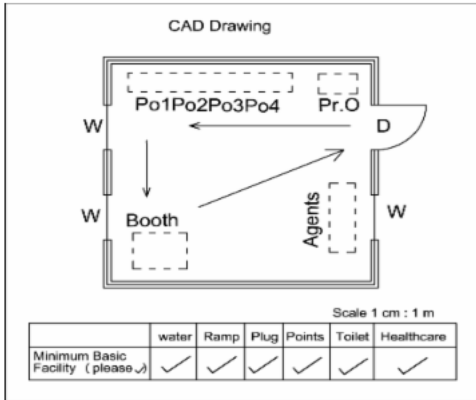 CAD Drawing
Po1Po2Po3Po4 Pr.O
W D
W Booth Agents W
Scale 1 cm : 1 m
water Ramp Plug Points Toilet Healthcare
Minimum Basic
Facility ( please ✓) ✓ ✓ ✓ ✓ ✓ ✓